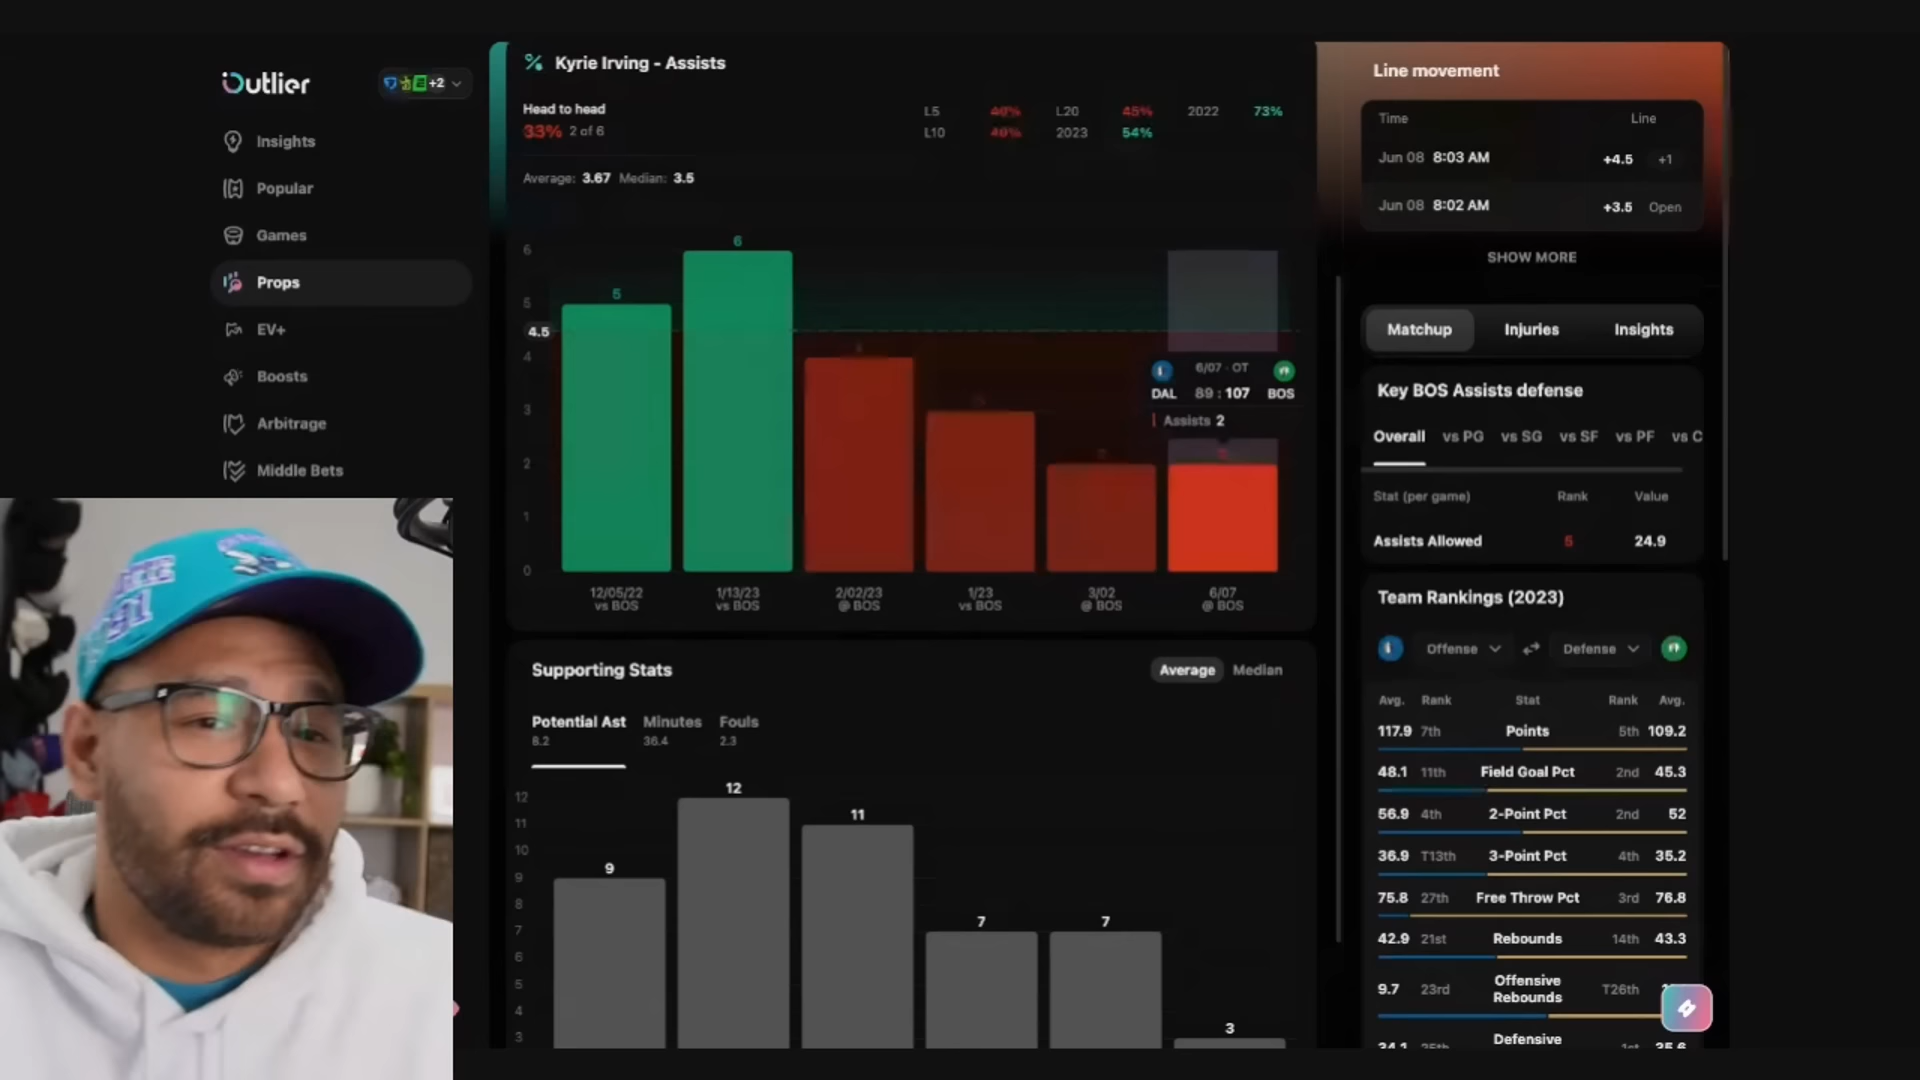 Outlier
+2
Insights
Popular
Games
Props
EV+
Boosts
Arbitrage
Middle Bets
Kyrie Irving - Assists
Head to head
33% 2 of 6
L5 40% L20 45% 2022 73%
L10 40% 2023 54%
Average: 3.67 Median: 3.5
6
5
4.5
4
3
2
1
0
5
6
6/07 · OT
DAL 89 : 107 BOS
Assists 2
12/05/22 1/13/23 2/02/23 1/23 3/02 6/07
vs BOS vs BOS @ BOS vs BOS @ BOS @ BOS
Supporting Stats
Average Median
Potential Ast Minutes Fouls
8.2 36.4 2.3
12
11
10
9
8
7
6
5
4
3
9
12
11
7
7
3
Line movement
Time Line
Jun 08 8:03 AM +4.5 +1
Jun 08 8:02 AM +3.5 Open
SHOW MORE
Matchup Injuries Insights
Key BOS Assists defense
Overall vs PG vs SG vs SF vs PF vs C
Stat (per game) Rank Value
Assists Allowed 5 24.9
Team Rankings (2023)
Offense Defense
Avg. Rank Stat Rank Avg.
117.9 7th Points 5th 109.2
48.1 11th Field Goal Pct 2nd 45.3
56.9 4th 2-Point Pct 2nd 52
36.9 T13th 3-Point Pct 4th 35.2
75.8 27th Free Throw Pct 3rd 76.8
42.9 21st Rebounds 14th 43.3
9.7 23rd Offensive Rebounds T26th
Defensive